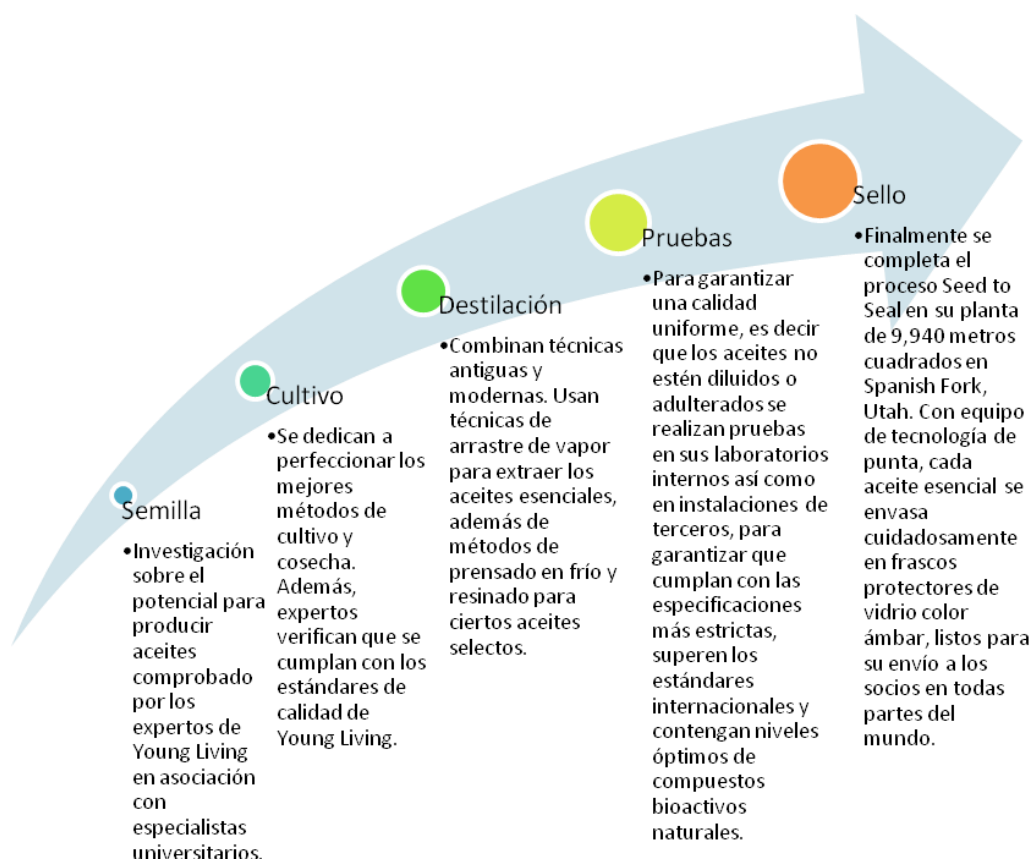 Semilla
•Investigación
sobre el
potencial para
producir
aceites
comprobado
por los
expertos de
Young Living
en asociación
con
especialistas
universitarios.
Cultivo
•Se dedican a
perfeccionar los
mejores
métodos de
cultivo y
cosecha.
Además,
expertos
verifican que se
cumplan con los
estándares de
calidad de
Young Living.
Destilación
•Combinan técnicas
antiguas y
modernas. Usan
técnicas de
arrastre de vapor
para extraer los
aceites esenciales,
además de
métodos de
prensado en frío y
resinado para
ciertos aceites
selectos.
Pruebas
•Para garantizar
una calidad
uniforme, es decir
que los aceites no
estén diluidos o
adulterados se
realizan pruebas
en sus laboratorios
internos así como
en instalaciones de
terceros, para
garantizar que
cumplan con las
especificaciones
más estrictas,
superen los
estándares
internacionales y
contengan niveles
óptimos de
compuestos
bioactivos
naturales.
Sello
•Finalmente se
completa el
proceso Seed to
Seal en su planta
de 9,940 metros
cuadrados en
Spanish Fork,
Utah. Con equipo
de tecnología de
punta, cada
aceite esencial se
envasa
cuidadosamente
en frascos
protectores de
vidrio color
ámbar, listos para
su envío a los
socios en todas
partes del
mundo.